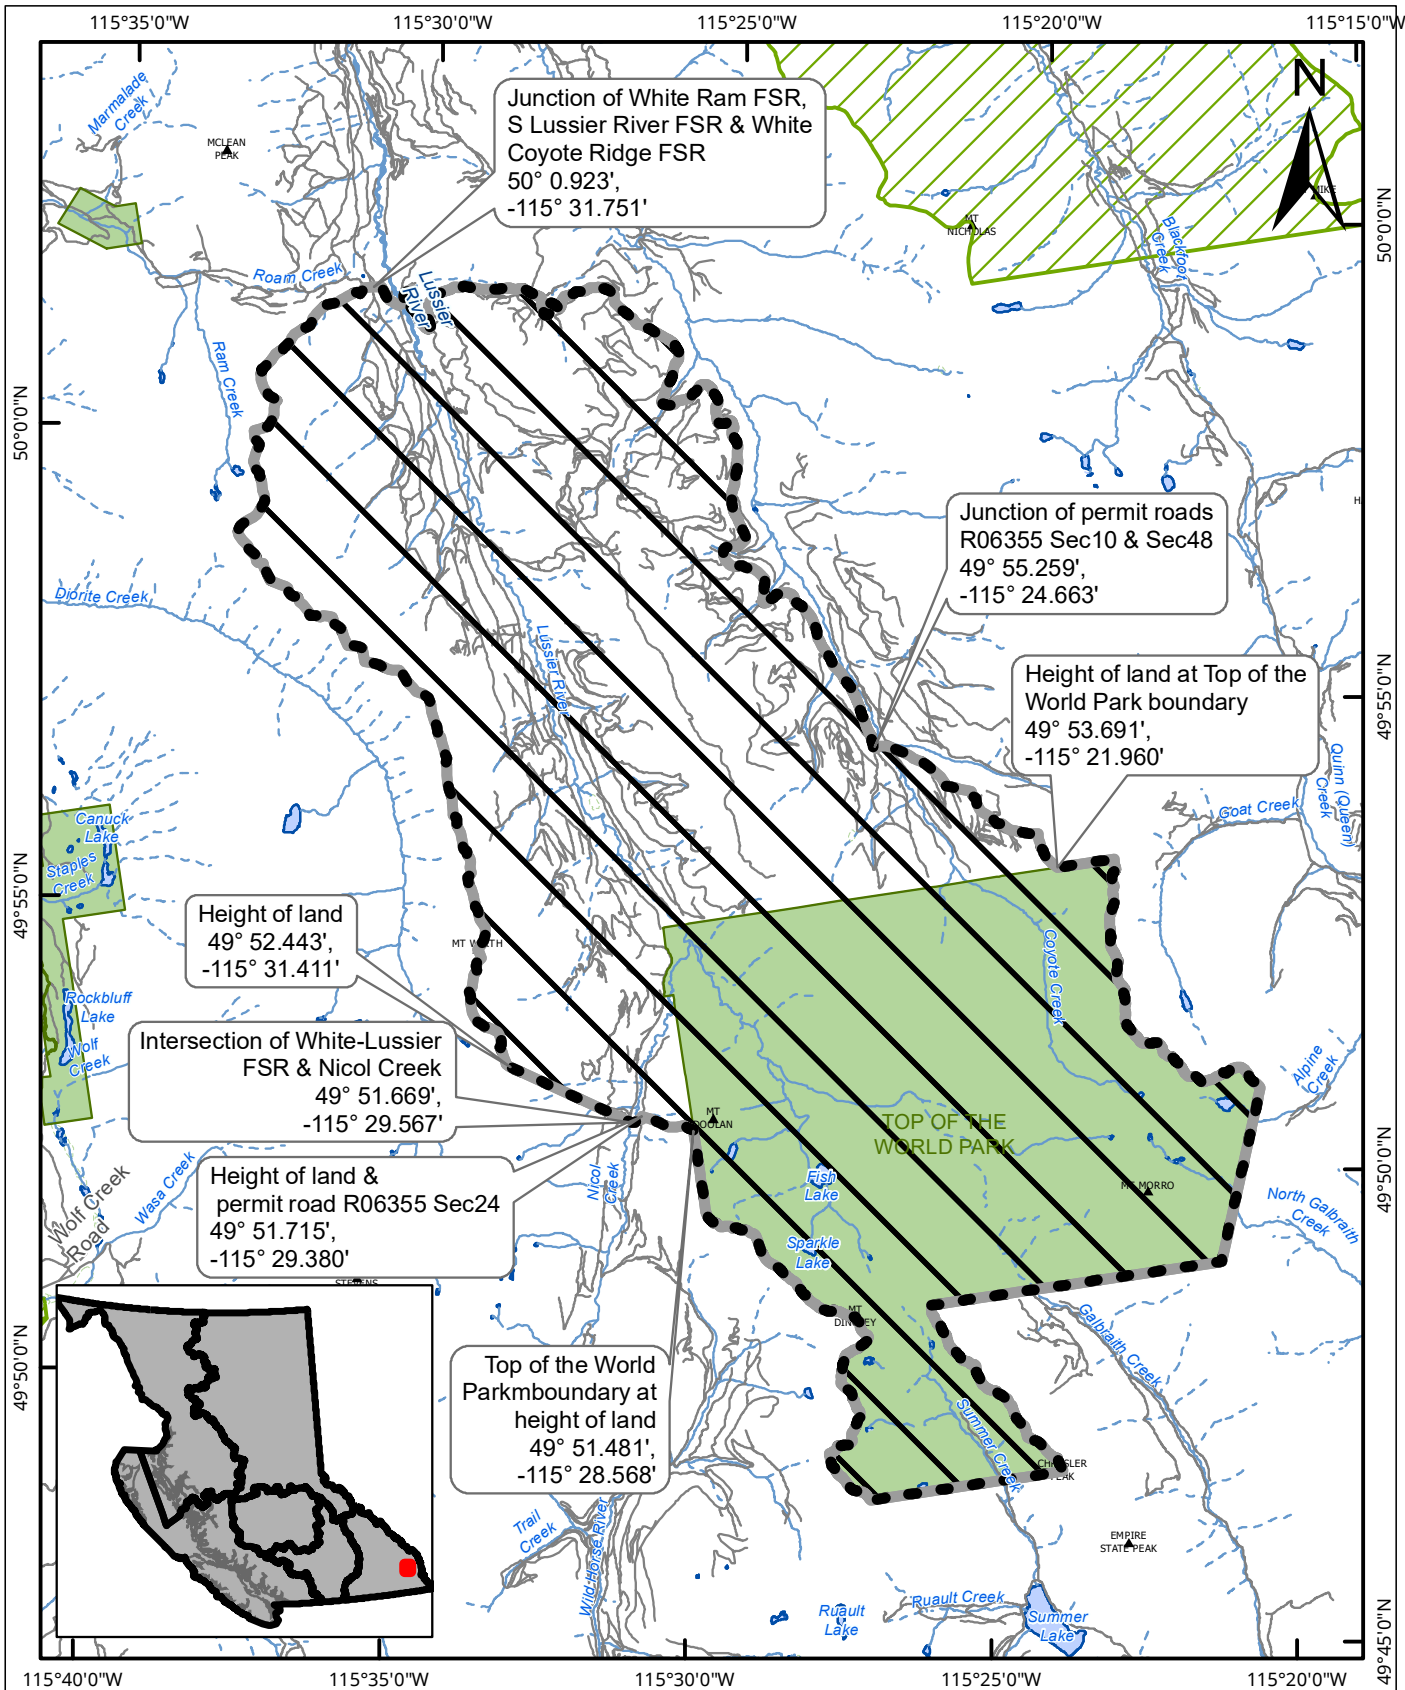 115°35'0"W
115°30'0"W
115°25'0"W
115°20'0"W
115°15'0"W
Marmalade
Creek
MCLEAN
PEAK
Junction of White Ram FSR,
S Lussier River FSR & White
Coyote Ridge FSR
50° 0.923',
-115° 31.751'
N
MIKE
MT
NICHOLAS
Blackfoot
Creek
50°0'0"N
Roam Creek
Lussier
River
Ram Creek
50°0'0"N
H
Junction of permit roads
R06355 Sec10 & Sec48
49° 55.259',
-115° 24.663'
Diorite Creek
Lussier River
Height of land at Top of the
World Park boundary
49° 53.691',
-115° 21.960'
49°55'0"N
Quinn (Queen)
Creek
Goat Creek
Canuck
Lake
Staples
Creek
49°55'0"N
Height of land
49° 52.443',
-115° 31.411'
Coyote Creek
Rockbluff
Lake
Wolf
Creek
Intersection of White-Lussier
FSR & Nicol Creek
49° 51.669',
-115° 29.567'
Alpine
Creek
MT
TOP OF THE
WORLD PARK
49°50'0"N
Height of land &
permit road R06355 Sec24
49° 51.715',
-115° 29.380'
Wolf Creek
Road
Wasa Creek
Nicol
Creek
Fish
Lake
MT MORRO
North Galbraith
Creek
Sparkle
Lake
MT
Galbraith Creek
49°50'0"N
Top of the World
Parkmboundary at
height of land
49° 51.481',
-115° 28.568'
Summer Creek
PEAK
Trail
Creek
Wild Horse River
EMPIRE
STATE PEAK
Ruault
Lake
Ruault Creek
Summer
Lake
49°45'0"N
115°40'0"W
115°35'0"W
115°30'0"W
115°25'0"W
115°20'0"W